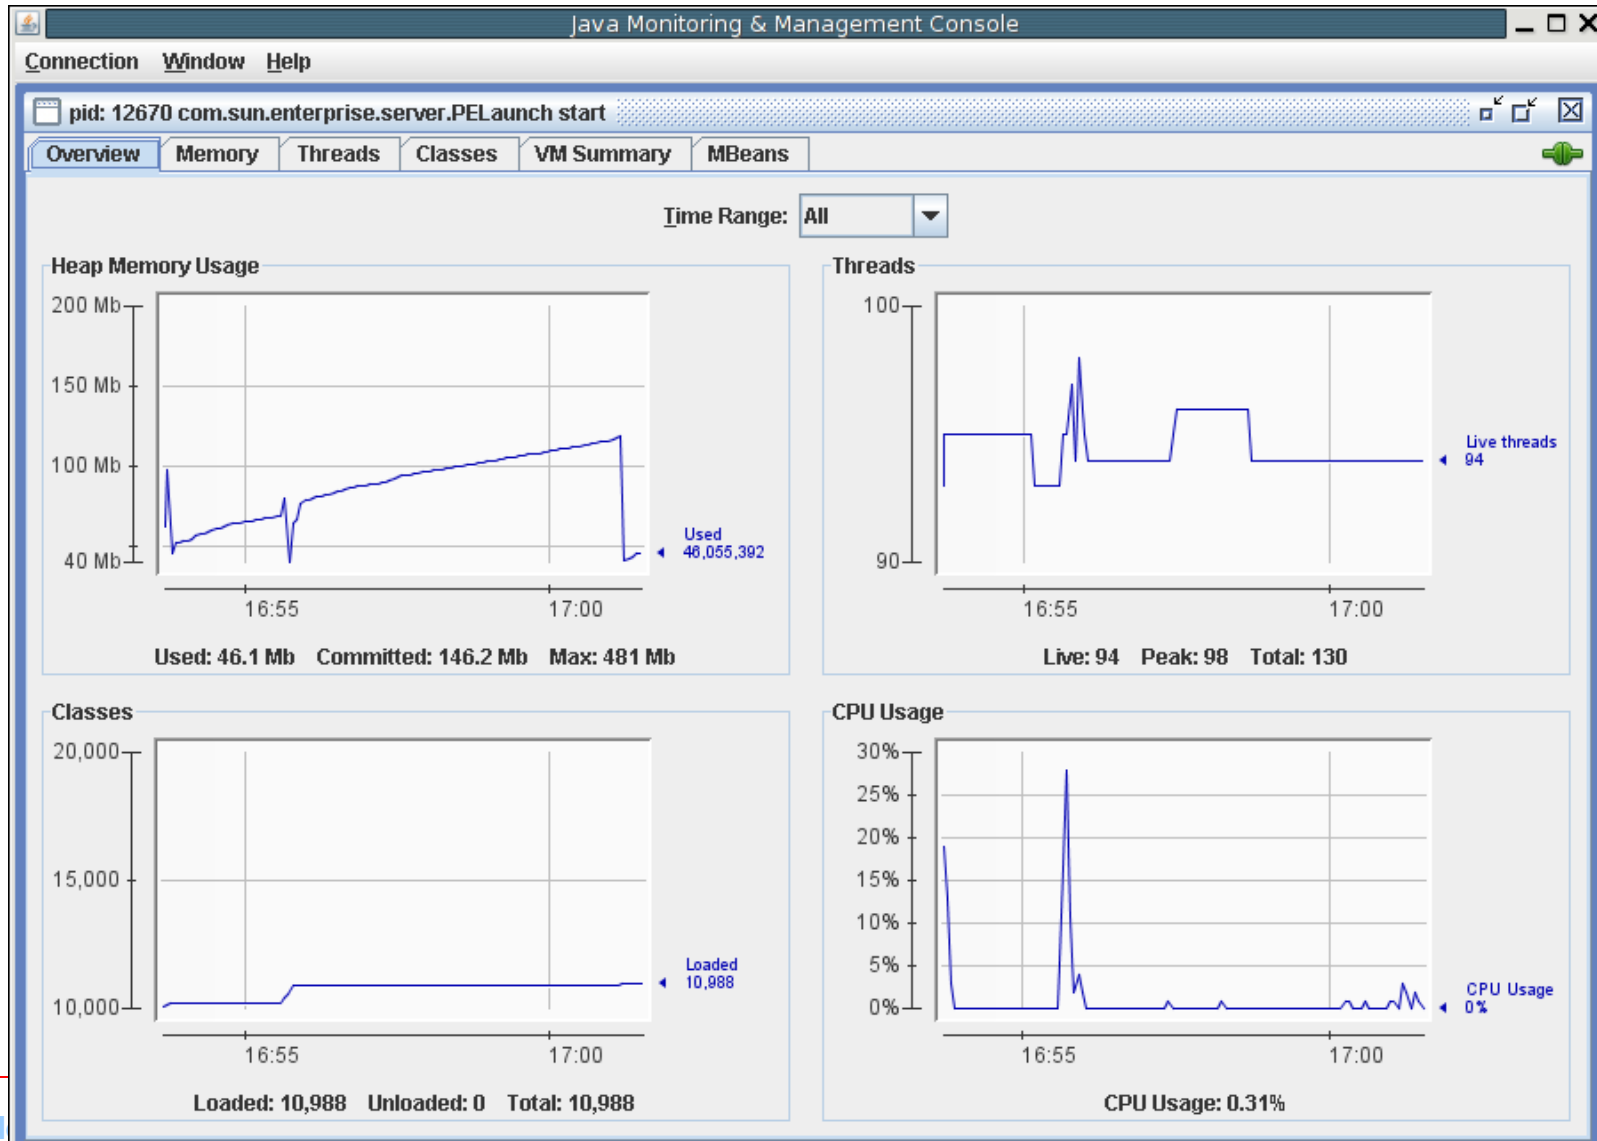 Java Monitoring & Management Console
Connection Window Help
pid: 12670 com.sun.enterprise.server.PELaunch start
Overview Memory Threads Classes VM Summary MBeans
Time Range: All
Heap Memory Usage
200 Mb
150 Mb
100 Mb
40 Mb
Used
46,055,392
16:55 17:00
Used: 46.1 Mb Committed: 146.2 Mb Max: 481 Mb
Threads
100
90
Live threads
94
16:55 17:00
Live: 94 Peak: 98 Total: 130
Classes
20,000
15,000
10,000
Loaded
10,988
16:55 17:00
Loaded: 10,988 Unloaded: 0 Total: 10,988
CPU Usage
30%
25%
20%
15%
10%
5%
0%
CPU Usage
0%
16:55 17:00
CPU Usage: 0.31%